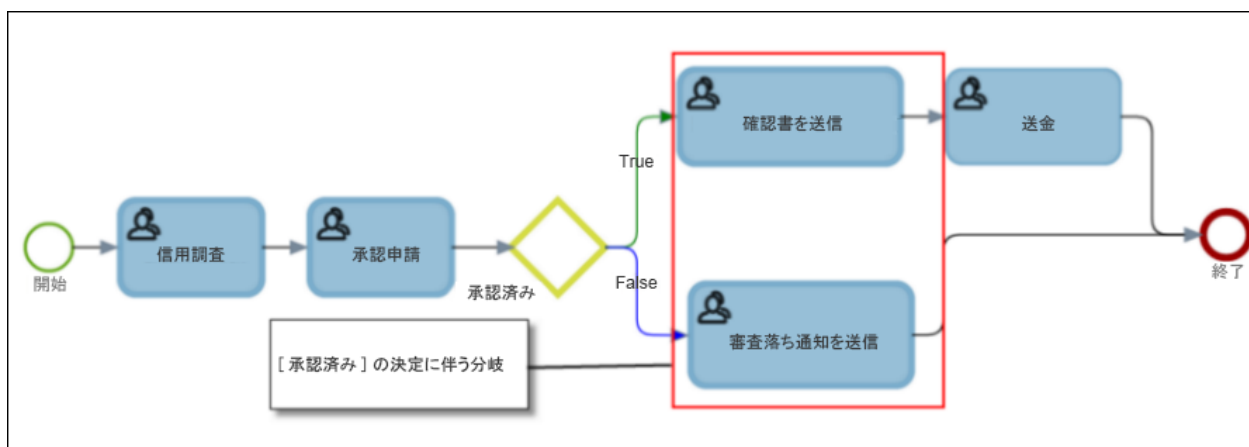 開始
信用調査
承認申請
承認済み
True
False
確認書を送信
送金
審査落ち通知を送信
終了
[ 承認済み ] の決定に伴う分岐